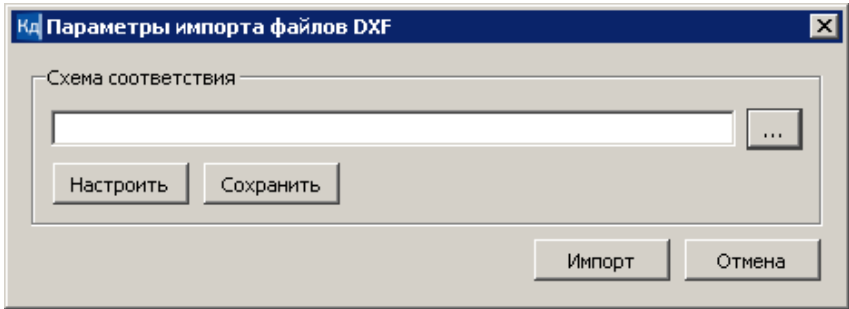 Кд Параметры импорта файлов DXF
Схема соответствия
...
Настроить Сохранить
Импорт Отмена